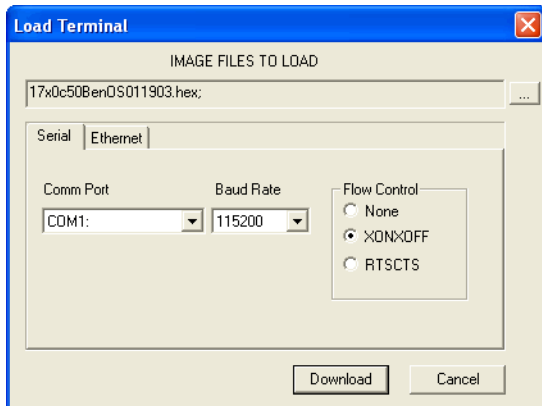 Load Terminal
IMAGE FILES TO LOAD
17x0c50BenOS011903.hex;
...
Serial Ethernet
Comm Port Baud Rate Flow Control
COM1: 115200 None
XONXOFF
RTSCTS
Download Cancel